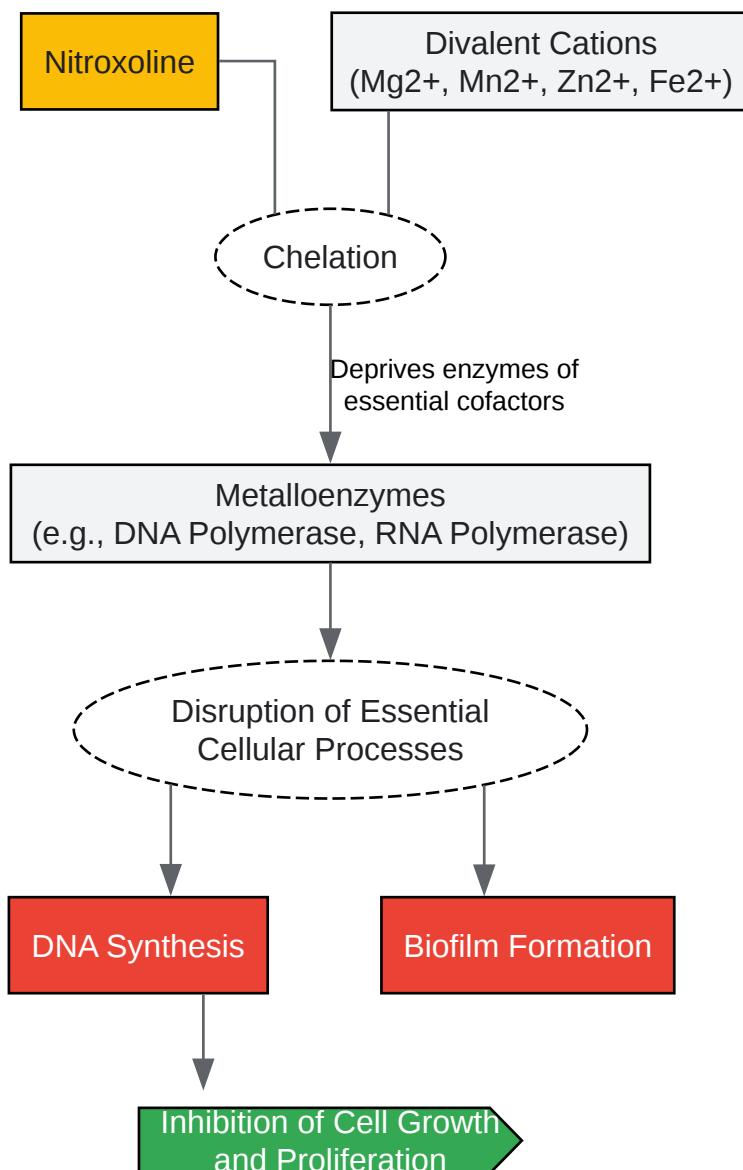 Nitroxoline
Divalent Cations
(Mg2+, Mn2+, Zn2+, Fe2+)
Chelation
Deprives enzymes of
essential cofactors
Metalloenzymes
(e.g., DNA Polymerase, RNA Polymerase)
Disruption of Essential
Cellular Processes
DNA Synthesis
Biofilm Formation
Inhibition of Cell Growth
and Proliferation